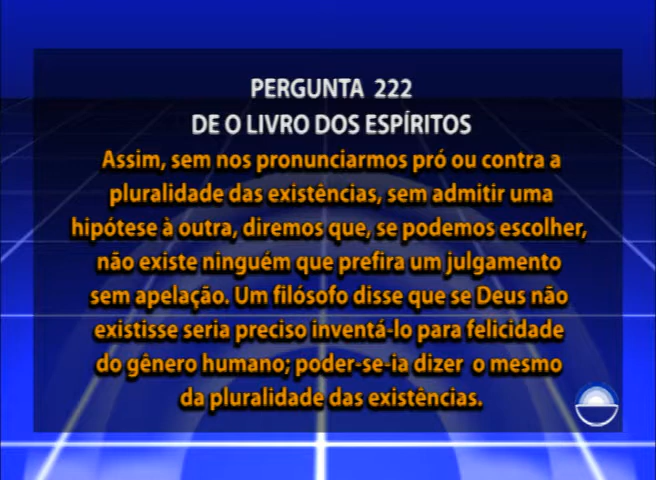 PERGUNTA 222
DE O LIVRO DOS ESPÍRITOS
Assim, sem nos pronunciarmos pró ou contra a
pluralidade das existências, sem admitir uma
hipótese à outra, diremos que, se podemos escolher,
não existe ninguém que prefira um julgamento
sem apelação. Um filósofo disse que se Deus não
existisse seria preciso inventá-lo para felicidade
do gênero humano; poder-se-ia dizer o mesmo
da pluralidade das existências.